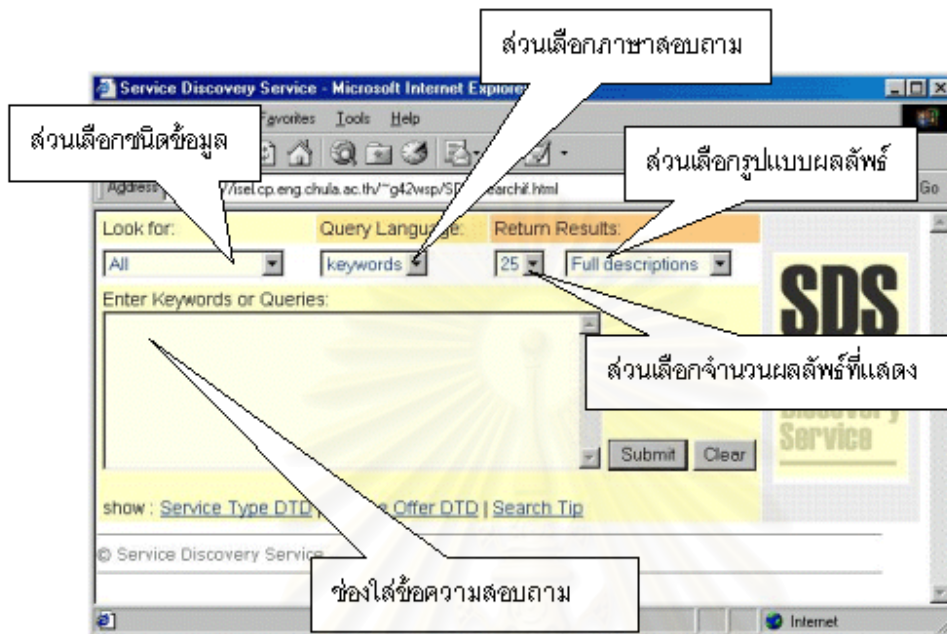 ส่วนเลือกภาษาสอบถาม
Service Discovery Service - Microsoft Internet Explorer
ส่วนเลือกชนิดข้อมูล
Favorites Tools Help
ส่วนเลือกรูปแบบผลลัพธ์
Address //isel.cp.eng.chula.ac.th/~g42wsp/SD earchif.html Go
Look for: Query Language: Return Results:
All keywords 25 Full descriptions
Enter Keywords or Queries:
SDS
ส่วนเลือกจำนวนผลลัพธ์ที่แสดง
Discovery
Service
Submit Clear
show : Service Type DTD | Offer DTD | Search Tip
© Service Discovery Service
ช่องใส่ข้อความสอบถาม
Internet